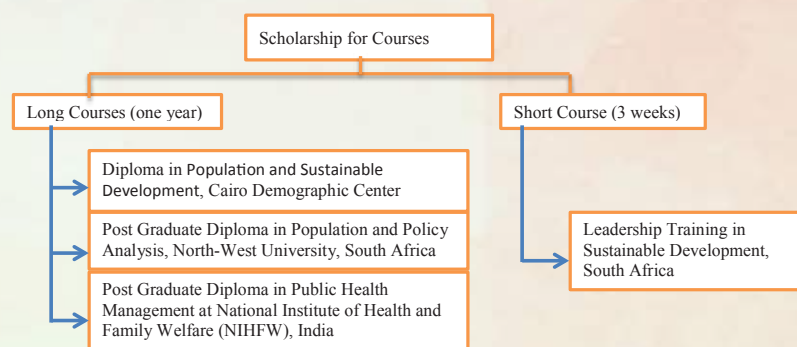 Scholarship for Courses
Long Courses (one year)
Short Course (3 weeks)
Diploma in Population and Sustainable
Development, Cairo Demographic Center
Post Graduate Diploma in Population and Policy
Analysis, North-West University, South Africa
Post Graduate Diploma in Public Health
Management at National Institute of Health and
Family Welfare (NIHFW), India
Leadership Training in
Sustainable Development,
South Africa